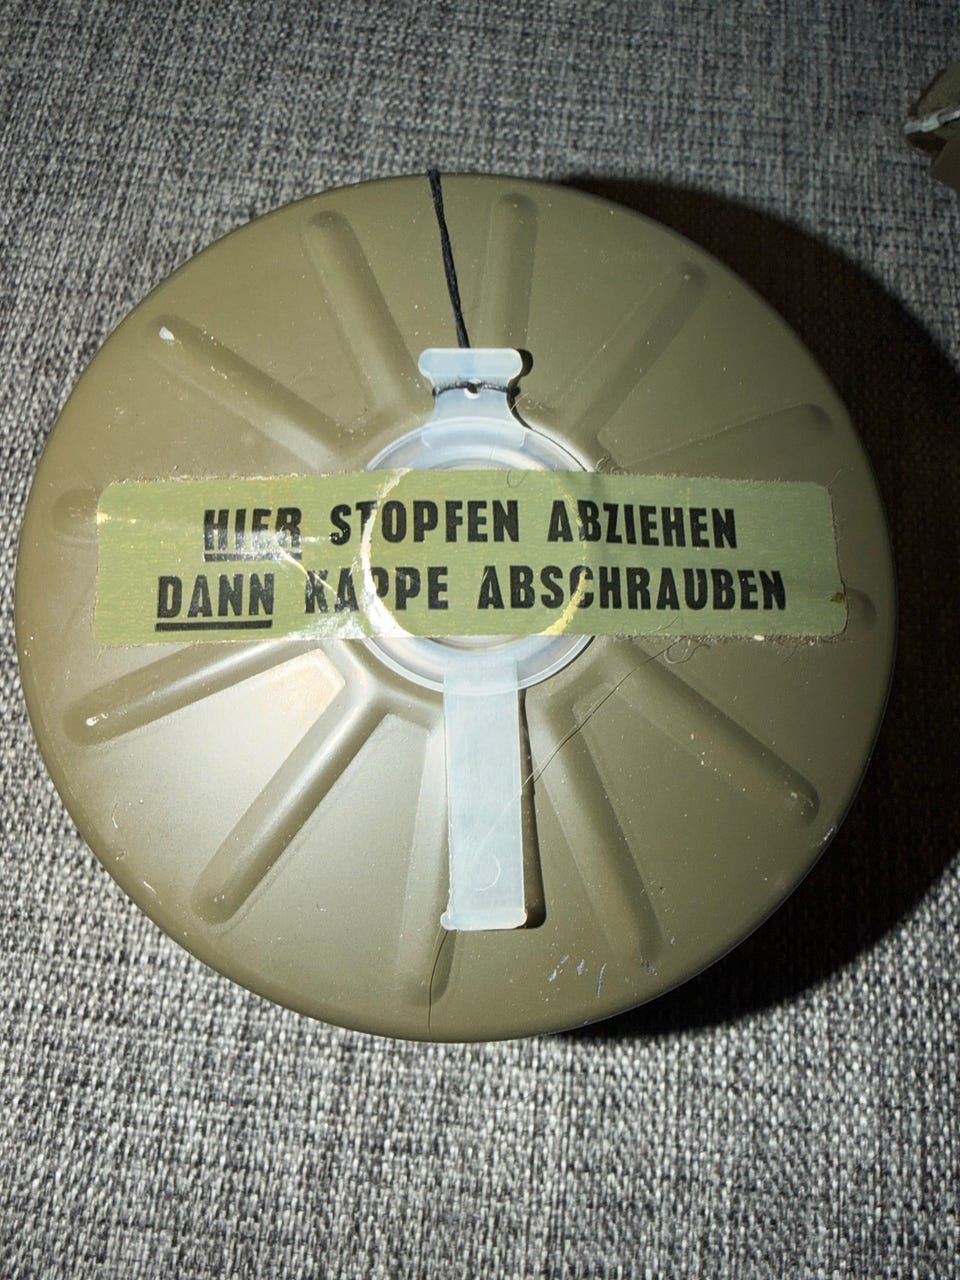 HIER STOPFEN ABZIEHEN
DANN KAPPE ABSCHRAUBEN